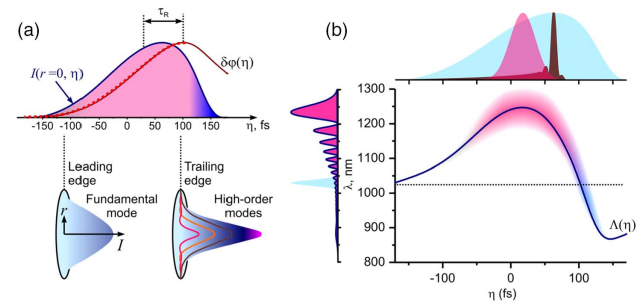 (a)
τR
I(r =0, η)
δφ(η)
-150 -100 -50 0 50 100 150
η, fs
Leading
edge
Fundamental
mode
r
I
Trailing
edge
High-order
modes
(b)
1300
1200
1100
1000
900
800
λ, nm
Λ(η)
-100 0 100
η (fs)